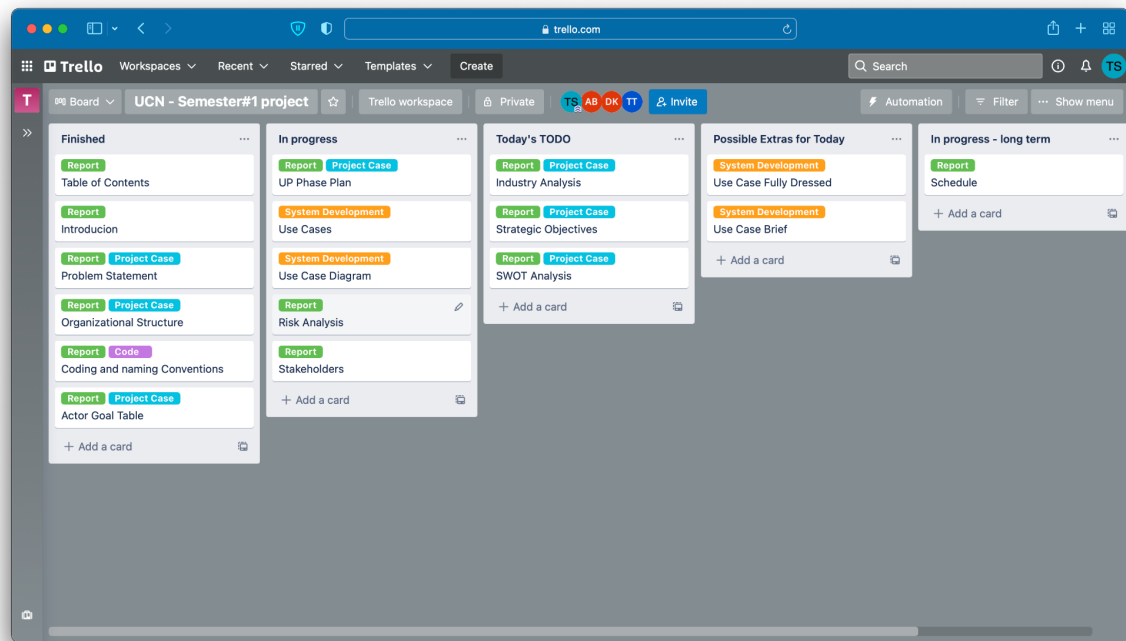 trello.com
Trello Workspaces Recent Starred Templates Create Search TS
T Board UCN - Semester#1 project Trello workspace Private TS AB DK TT Invite Automation Filter Show menu
Finished
Report
Table of Contents
Report
Introducion
Report Project Case
Problem Statement
Report Project Case
Organizational Structure
Report Code
Coding and naming Conventions
Report Project Case
Actor Goal Table
+ Add a card
In progress
Report Project Case
UP Phase Plan
System Development
Use Cases
System Development
Use Case Diagram
Report
Risk Analysis
Report
Stakeholders
+ Add a card
Today's TODO
Report Project Case
Industry Analysis
Report Project Case
Strategic Objectives
Report Project Case
SWOT Analysis
+ Add a card
Possible Extras for Today
System Development
Use Case Fully Dressed
System Development
Use Case Brief
+ Add a card
In progress - long term
Report
Schedule
+ Add a card